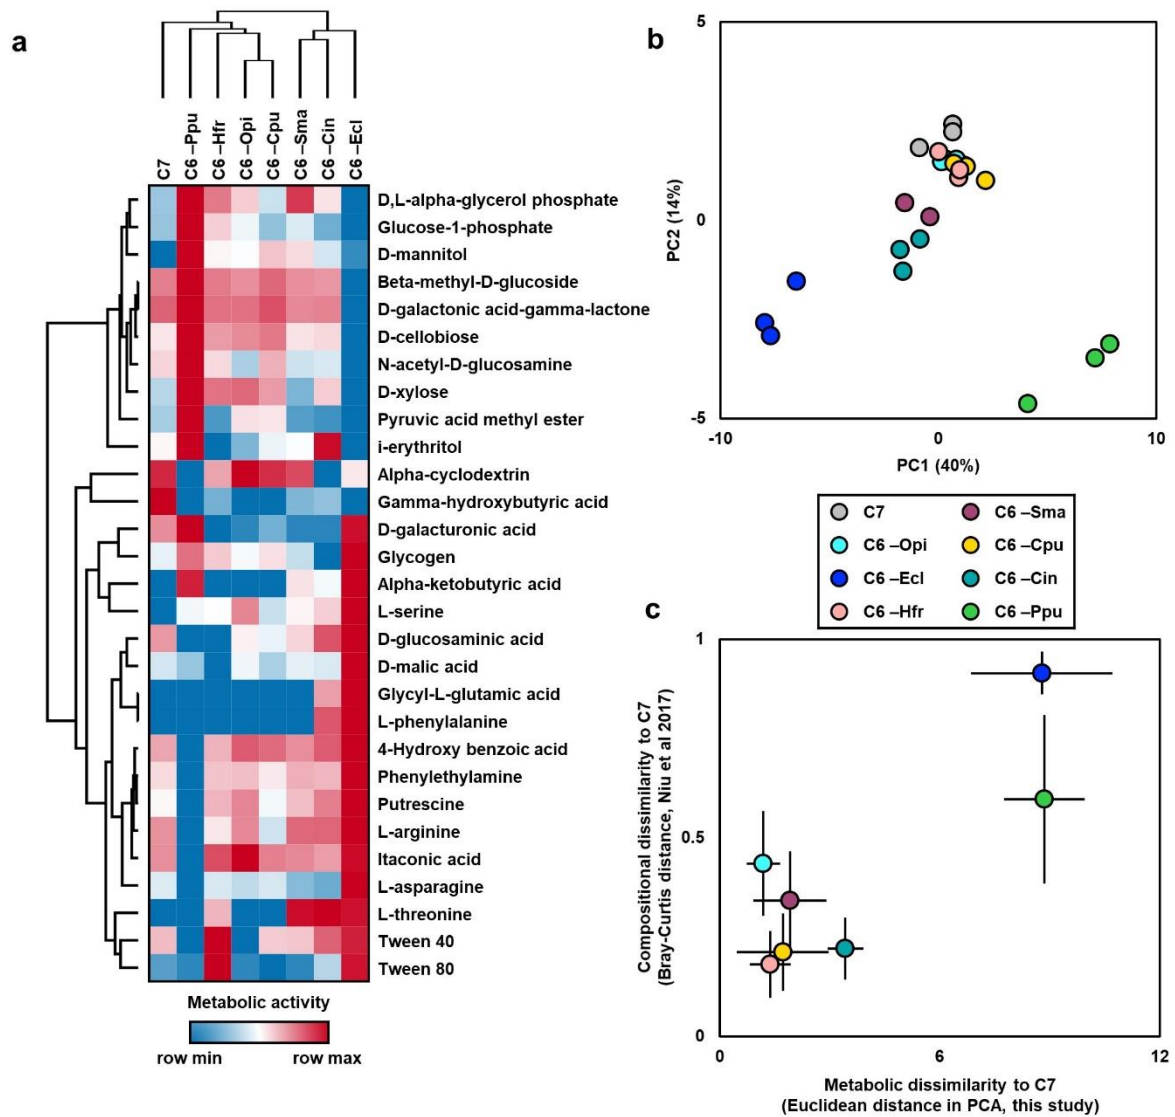 a
C7
C6 –Ppu
C6 –Hfr
C6 –Opi
C6 –Cpu
C6 –Sma
C6 –Cin
C6 –Ecl
D,L-alpha-glycerol phosphate
Glucose-1-phosphate
D-mannitol
Beta-methyl-D-glucoside
D-galactonic acid-gamma-lactone
D-cellobiose
N-acetyl-D-glucosamine
D-xylose
Pyruvic acid methyl ester
i-erythritol
Alpha-cyclodextrin
Gamma-hydroxybutyric acid
D-galacturonic acid
Glycogen
Alpha-ketobutyric acid
L-serine
D-glucosaminic acid
D-malic acid
Glycyl-L-glutamic acid
L-phenylalanine
4-Hydroxy benzoic acid
Phenylethylamine
Putrescine
L-arginine
Itaconic acid
L-asparagine
L-threonine
Tween 40
Tween 80
Metabolic activity
row min
row max
b
5
0
-5
PC2 (14%)
-10
0
10
PC1 (40%)
C7
C6 –Sma
C6 –Opi
C6 –Cpu
C6 –Ecl
C6 –Cin
C6 –Hfr
C6 –Ppu
c
1
0.5
0
Compositional dissimilarity to C7
(Bray-Curtis distance, Niu et al 2017)
0
6
12
Metabolic dissimilarity to C7
(Euclidean distance in PCA, this study)